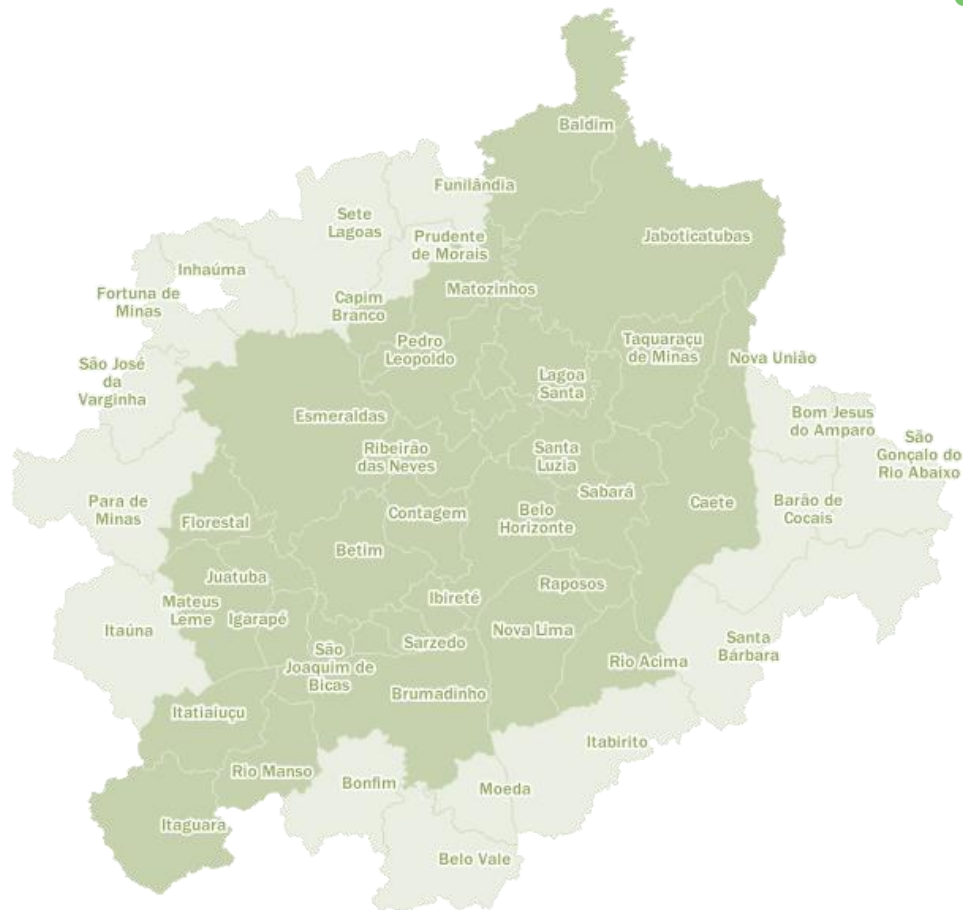 Baldim
Funilândia
Sete
Lagoas
Prudente
de Morais
Jaboticatubas
Inhaúma
Fortuna de
Minas
Capim
Branco
Matozinhos
Pedro
Leopoldo
Taquaraçu
de Minas
Nova União
São José
da
Varginha
Lagoa
Santa
Esmeraldas
Bom Jesus
do Amparo
São
Gonçalo do
Rio Abaixo
Ribeirão
das Neves
Santa
Luzia
Sabará
Para de
Minas
Florestal
Contagem
Belo
Horizonte
Caete
Barão de
Cocais
Betim
Juatuba
Raposos
Mateus
Leme
Igarapé
Ibireté
Itaúna
São
Joaquim de
Bicas
Sarzedo
Nova Lima
Santa
Bárbara
Rio Acima
Brumadinho
Itatiaiuçu
Itabirito
Rio Manso
Bonfim
Moeda
Itaguara
Belo Vale